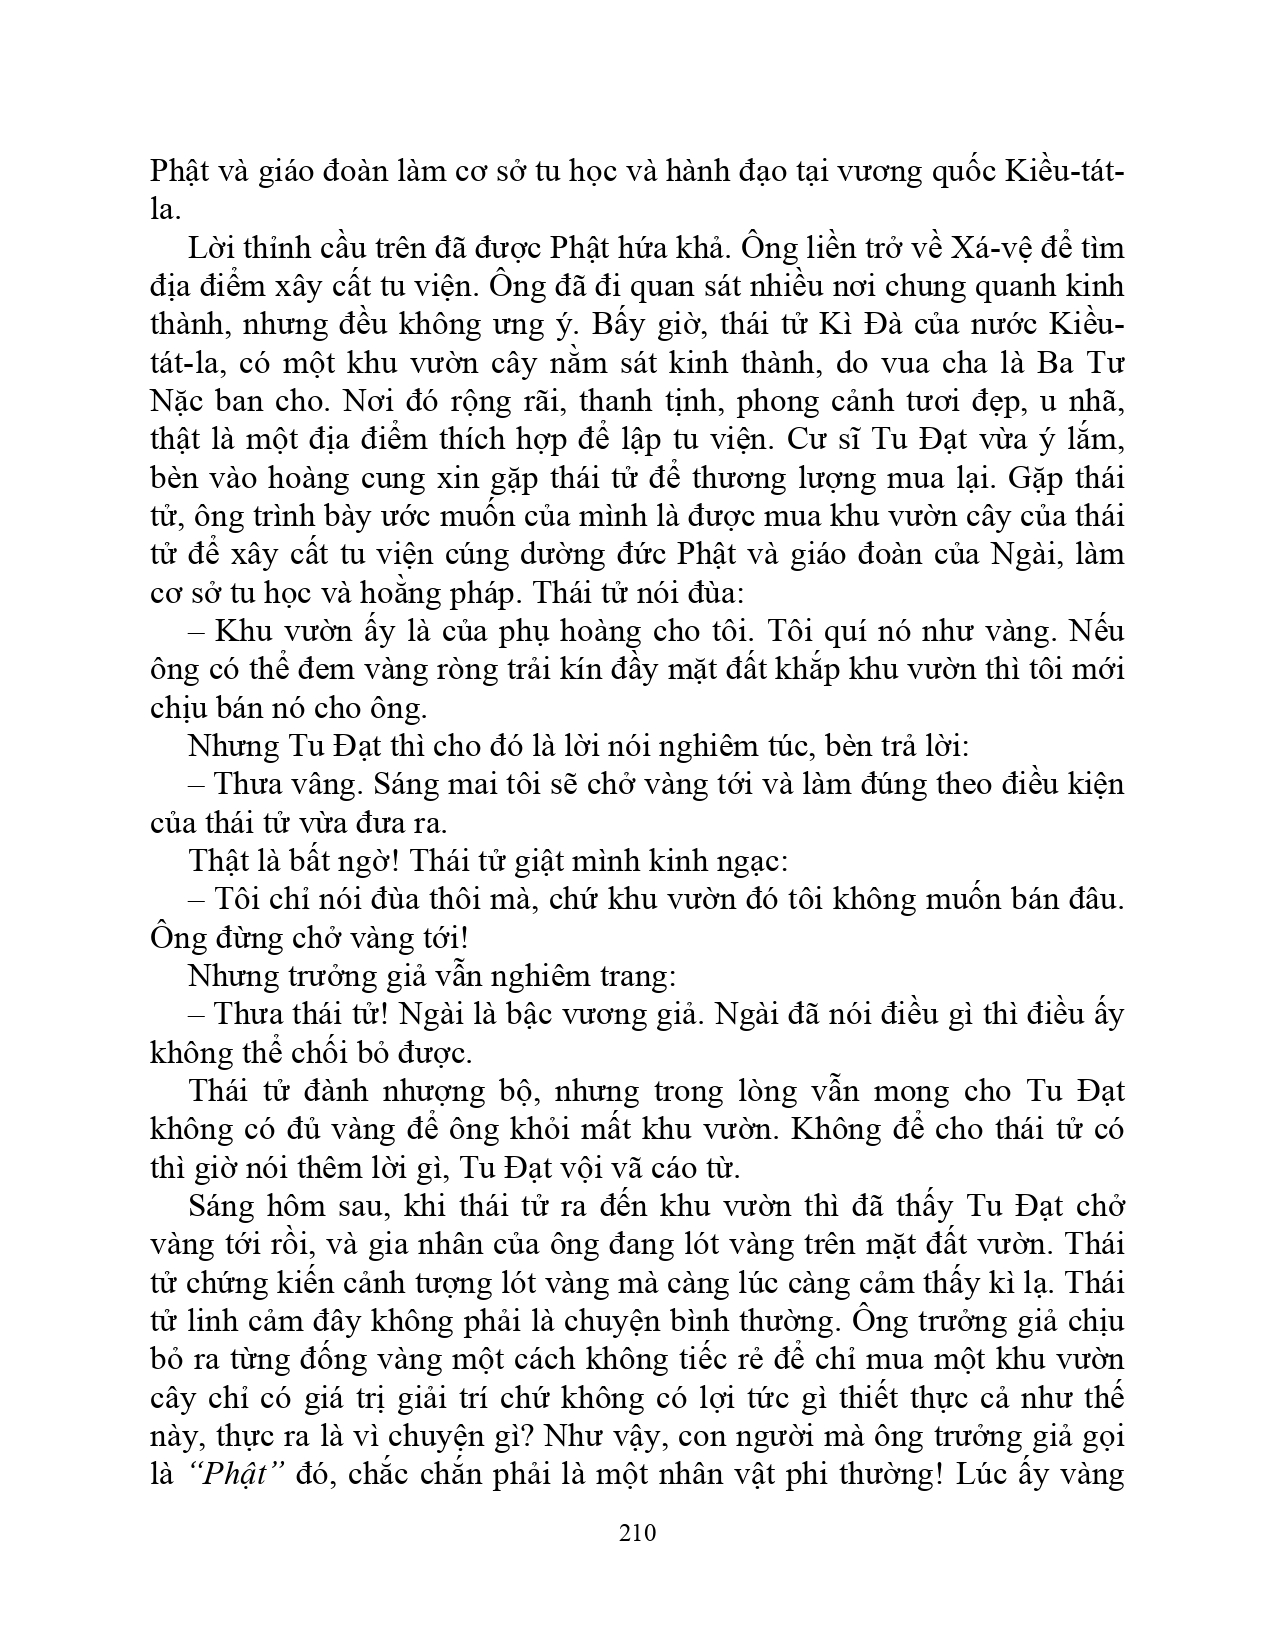 Phật và giáo đoàn làm cơ sở tu học và hành đạo tại vương quốc Kiều-tát-
la.
Lời thỉnh cầu trên đã được Phật hứa khả. Ông liền trở về Xá-vệ để tìm
địa điểm xây cất tu viện. Ông đã đi quan sát nhiều nơi chung quanh kinh
thành, nhưng đều không ưng ý. Bấy giờ, thái tử Kì Đà của nước Kiều-
tát-la, có một khu vườn cây nằm sát kinh thành, do vua cha là Ba Tư
Nặc ban cho. Nơi đó rộng rãi, thanh tịnh, phong cảnh tươi đẹp, u nhã,
thật là một địa điểm thích hợp để lập tu viện. Cư sĩ Tu Đạt vừa ý lắm,
bèn vào hoàng cung xin gặp thái tử để thương lượng mua lại. Gặp thái
tử, ông trình bày ước muốn của mình là được mua khu vườn cây của thái
tử để xây cất tu viện cúng dường đức Phật và giáo đoàn của Ngài, làm
cơ sở tu học và hoằng pháp. Thái tử nói đùa:
– Khu vườn ấy là của phụ hoàng cho tôi. Tôi quí nó như vàng. Nếu
ông có thể đem vàng ròng trải kín đầy mặt đất khắp khu vườn thì tôi mới
chịu bán nó cho ông.
Nhưng Tu Đạt thì cho đó là lời nói nghiêm túc, bèn trả lời:
– Thưa vâng. Sáng mai tôi sẽ chở vàng tới và làm đúng theo điều kiện
của thái tử vừa đưa ra.
Thật là bất ngờ! Thái tử giật mình kinh ngạc:
– Tôi chỉ nói đùa thôi mà, chứ khu vườn đó tôi không muốn bán đâu.
Ông đừng chở vàng tới!
Nhưng trưởng giả vẫn nghiêm trang:
– Thưa thái tử! Ngài là bậc vương giả. Ngài đã nói điều gì thì điều ấy
không thể chối bỏ được.
Thái tử đành nhượng bộ, nhưng trong lòng vẫn mong cho Tu Đạt
không có đủ vàng để ông khỏi mất khu vườn. Không để cho thái tử có
thì giờ nói thêm lời gì, Tu Đạt vội vã cáo từ.
Sáng hôm sau, khi thái tử ra đến khu vườn thì đã thấy Tu Đạt chở
vàng tới rồi, và gia nhân của ông đang lót vàng trên mặt đất vườn. Thái
tử chứng kiến cảnh tượng lót vàng mà càng lúc càng cảm thấy kì lạ. Thái
tử linh cảm đây không phải là chuyện bình thường. Ông trưởng giả chịu
bỏ ra từng đống vàng một cách không tiếc rẻ để chỉ mua một khu vườn
cây chỉ có giá trị giải trí chứ không có lợi tức gì thiết thực cả như thế
này, thực ra là vì chuyện gì? Như vậy, con người mà ông trưởng giả gọi
là “Phật” đó, chắc chắn phải là một nhân vật phi thường! Lúc ấy vàng
210